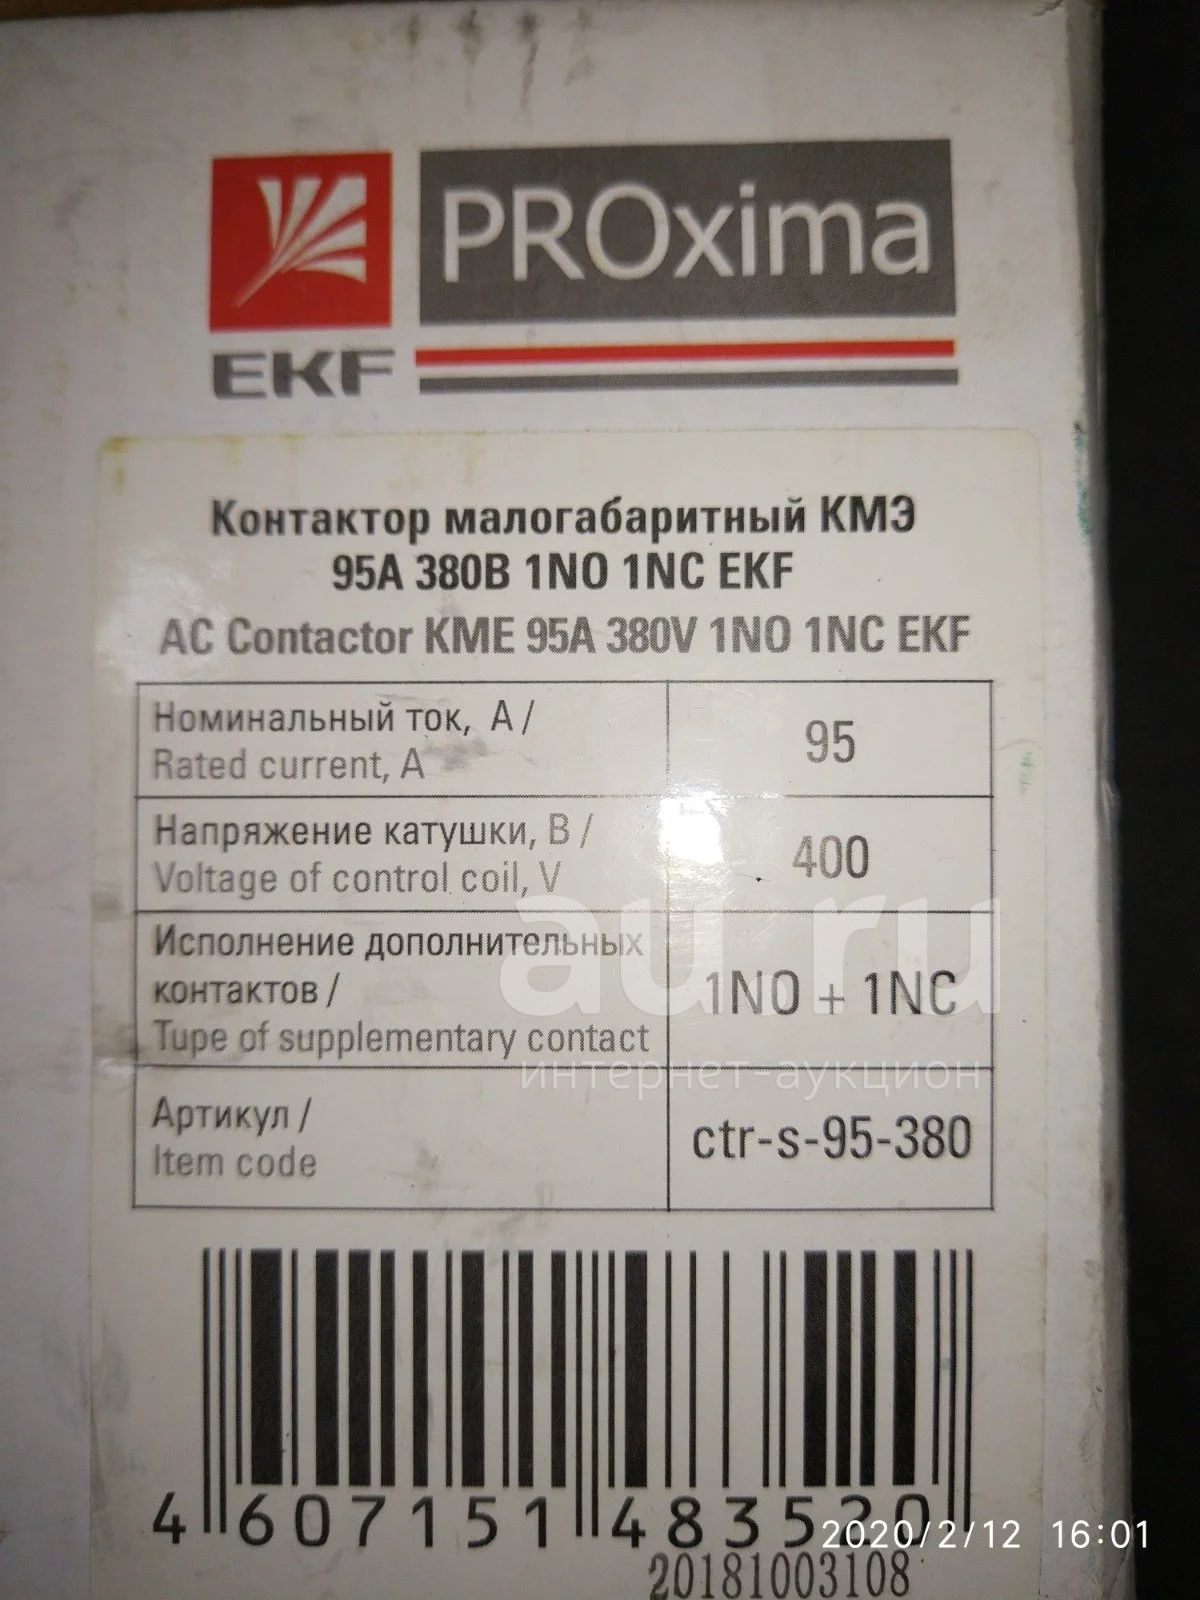 PROxima
EKF
Контактор малогабаритный КМЭ
95А 380В 1NO 1NC EKF
AC Contactor KME 95A 380V 1NO 1NC EKF
Номинальный ток, А /
Rated current, A
95
Напряжение катушки, В /
Voltage of control coil, V
400
Исполнение дополнительных
контактов /
Tupe of supplementary contact
1NO + 1NC
Артикул /
Item code
ctr-s-95-380
au.ru
интернет-аукцион
4 607151 483520
2020/2/12 16:01
20181003108